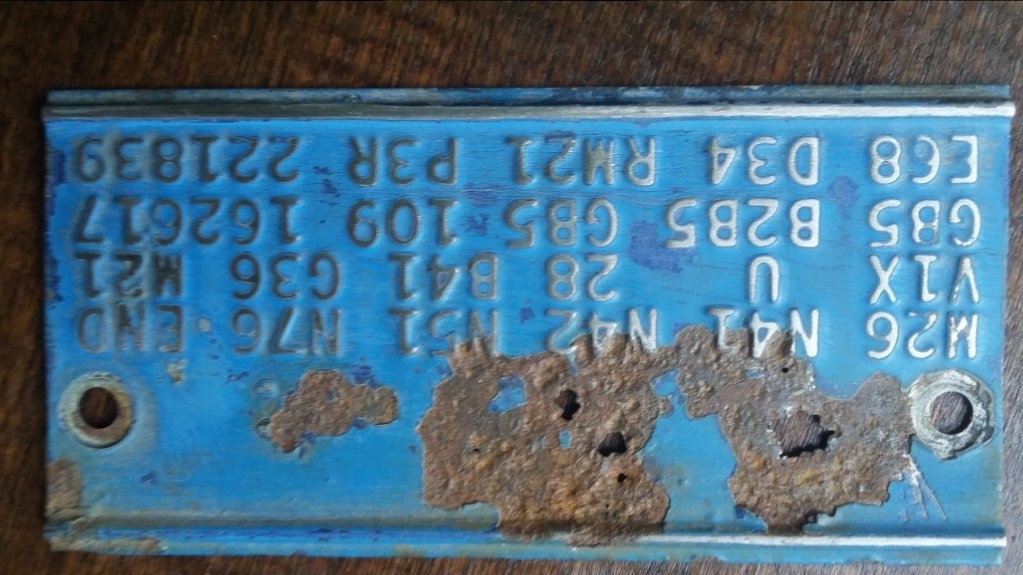 M26 N41 N42 N51 N76 END
V1X U 28 B41 G36 M21
GB5 B2B5 GB5 109 162617
E68 D34 RM21 P3R 221839